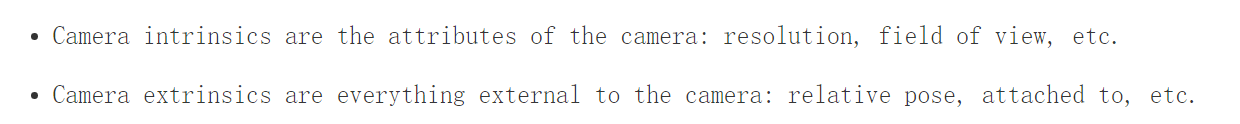 • Camera intrinsics are the attributes of the camera: resolution, field of view, etc.
• Camera extrinsics are everything external to the camera: relative pose, attached to, etc.